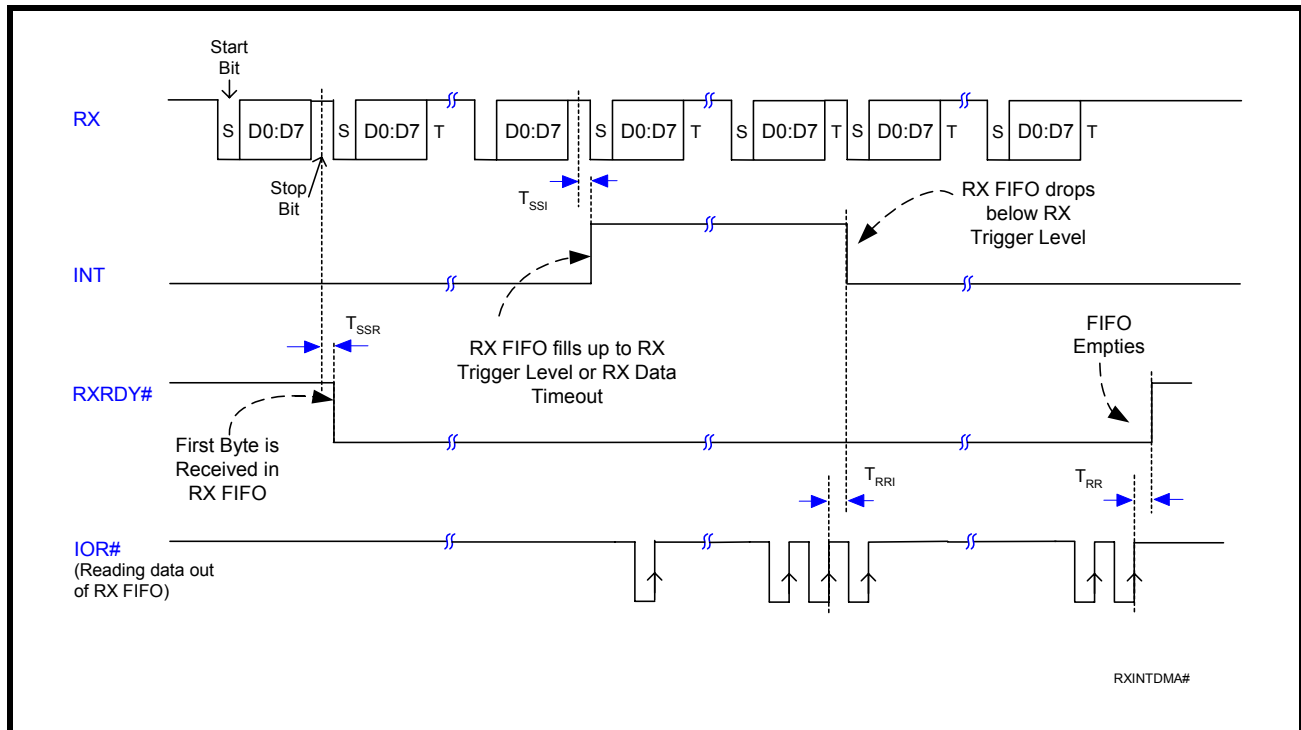 Start
Bit
RX
S D0:D7 S D0:D7 T D0:D7 S D0:D7 T S D0:D7 T S D0:D7 T S D0:D7 T
Stop
Bit
TSSI
RX FIFO drops
below RX
Trigger Level
INT
TSSR
RX FIFO fills up to RX
Trigger Level or RX Data
Timeout
FIFO
Empties
RXRDY#
First Byte is
Received in
RX FIFO
TRRI
TRR
IOR#
(Reading data out
of RX FIFO)
RXINTDMA#